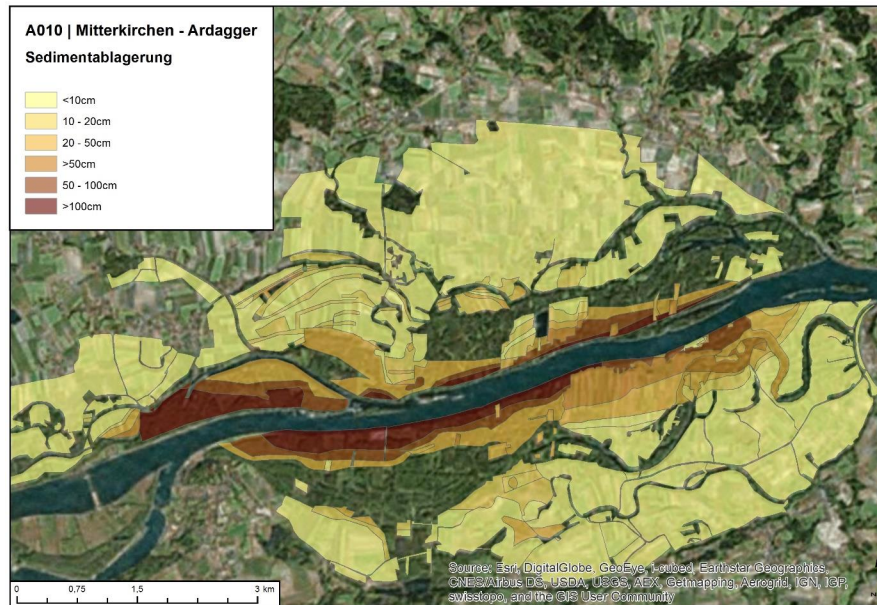 A010 | Mitterkirchen - Ardagger
Sedimentablagerung
<10cm
10 - 20cm
20 - 50cm
>50cm
50 - 100cm
>100cm
Source: Esri, DigitalGlobe, GeoEye, i-cubed, Earthstar Geographics,
CNES/Airbus DS, USDA, USGS, AEX, Getmapping, Aerogrid, IGN, IGP,
swisstopo, and the GIS User Community
0 0,75 1,5 3 km